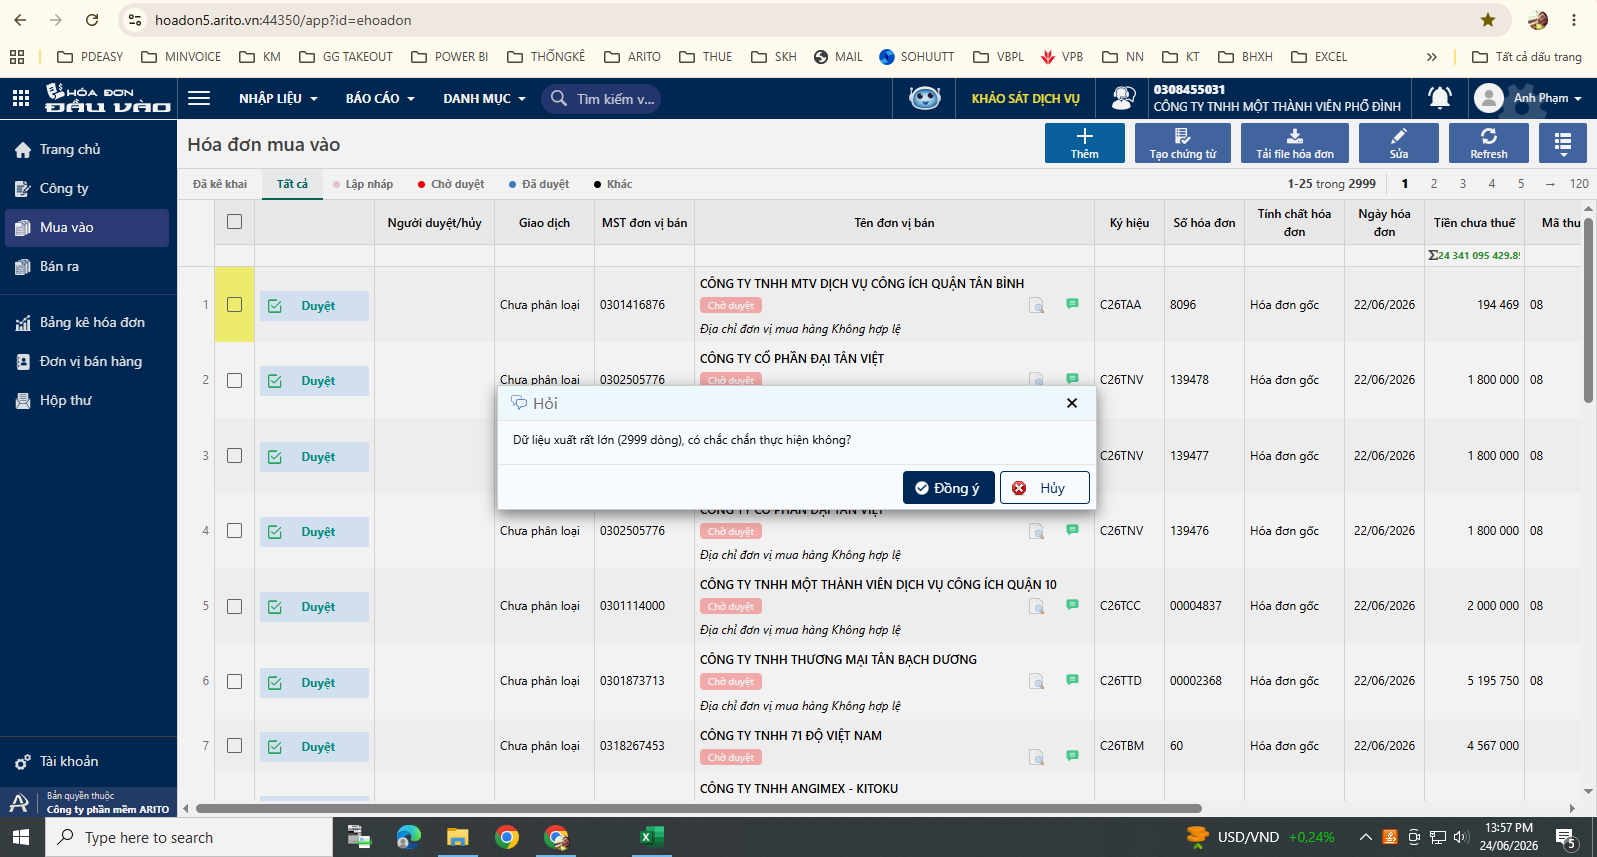 hoadon5.arito.vn:44350/app?id=ehoadon
PDEASY MINVOICE KM GG TAKEOUT POWER BI THỐNGKÊ ARITO THUE SKH MAIL SOHUUTT VBPL VPB NN KT BHXH EXCEL » Tất cả dấu trang
HÓA ĐƠN
ĐẦU VÀO
NHẬP LIỆU BÁO CÁO DANH MỤC Tìm kiếm v... KHẢO SÁT DỊCH VỤ
0308455031
CÔNG TY TNHH MỘT THÀNH VIÊN PHỐ ĐÌNH
Anh Phạm
Trang chủ
Công ty
Mua vào
Bán ra
Bảng kê hóa đơn
Đơn vị bán hàng
Hộp thư
Tài khoản
Bản quyền thuộc
Công ty phần mềm ARITO
Hóa đơn mua vào
Thêm Tạo chứng từ Tải file hóa đơn Sửa Refresh
Đã kê khai Tất cả Lập nháp Chờ duyệt Đã duyệt Khác
1-25 trong 2999 1 2 3 4 5 → 120
Người duyệt/hủy Giao dịch MST đơn vị bán Tên đơn vị bán Ký hiệu Số hóa đơn Tính chất hóa đơn Ngày hóa đơn Tiền chưa thuế Mã thu
Σ24 341 095 429.85
CÔNG TY TNHH MTV DỊCH VỤ CÔNG ÍCH QUẬN TÂN BÌNH
1 Duyệt Chưa phân loại 0301416876 Chờ duyệt C26TAA 8096 Hóa đơn gốc 22/06/2026 194 469 08
Địa chỉ đơn vị mua hàng Không hợp lệ
CÔNG TY CỔ PHẦN ĐẠI TÂN VIỆT
2 Duyệt Chưa phân loại 0302505776 Chờ duyệt C26TNV 139478 Hóa đơn gốc 22/06/2026 1 800 000 08
3 Duyệt C26TNV 139477 Hóa đơn gốc 22/06/2026 1 800 000 08
Hỏi
Dữ liệu xuất rất lớn (2999 dòng), có chắc chắn thực hiện không?
Đồng ý Hủy
CÔNG TY CỔ PHẦN ĐẠI TÂN VIỆT
4 Duyệt Chưa phân loại 0302505776 Chờ duyệt C26TNV 139476 Hóa đơn gốc 22/06/2026 1 800 000 08
Địa chỉ đơn vị mua hàng Không hợp lệ
CÔNG TY TNHH MỘT THÀNH VIÊN DỊCH VỤ CÔNG ÍCH QUẬN 10
5 Duyệt Chưa phân loại 0301114000 Chờ duyệt C26TCC 00004837 Hóa đơn gốc 22/06/2026 2 000 000 08
Địa chỉ đơn vị mua hàng Không hợp lệ
CÔNG TY TNHH THƯƠNG MẠI TÂN BẠCH DƯƠNG
6 Duyệt Chưa phân loại 0301873713 Chờ duyệt C26TTD 00002368 Hóa đơn gốc 22/06/2026 5 195 750 08
Địa chỉ đơn vị mua hàng Không hợp lệ
CÔNG TY TNHH 71 ĐỘ VIỆT NAM
7 Duyệt Chưa phân loại 0318267453 Chờ duyệt C26TBM 60 Hóa đơn gốc 22/06/2026 4 567 000
CÔNG TY TNHH ANGIMEX - KITOKU
Type here to search
USD/VND +0,24%
13:57 PM
24/06/2026
5